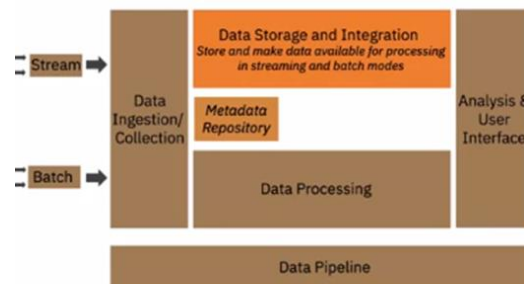 Stream
Batch
Data
Ingestion/
Collection
Data Storage and Integration
Store and make data available for processing
in streaming and batch modes
Metadata
Repository
Data Processing
Analysis &
User
Interface
Data Pipeline